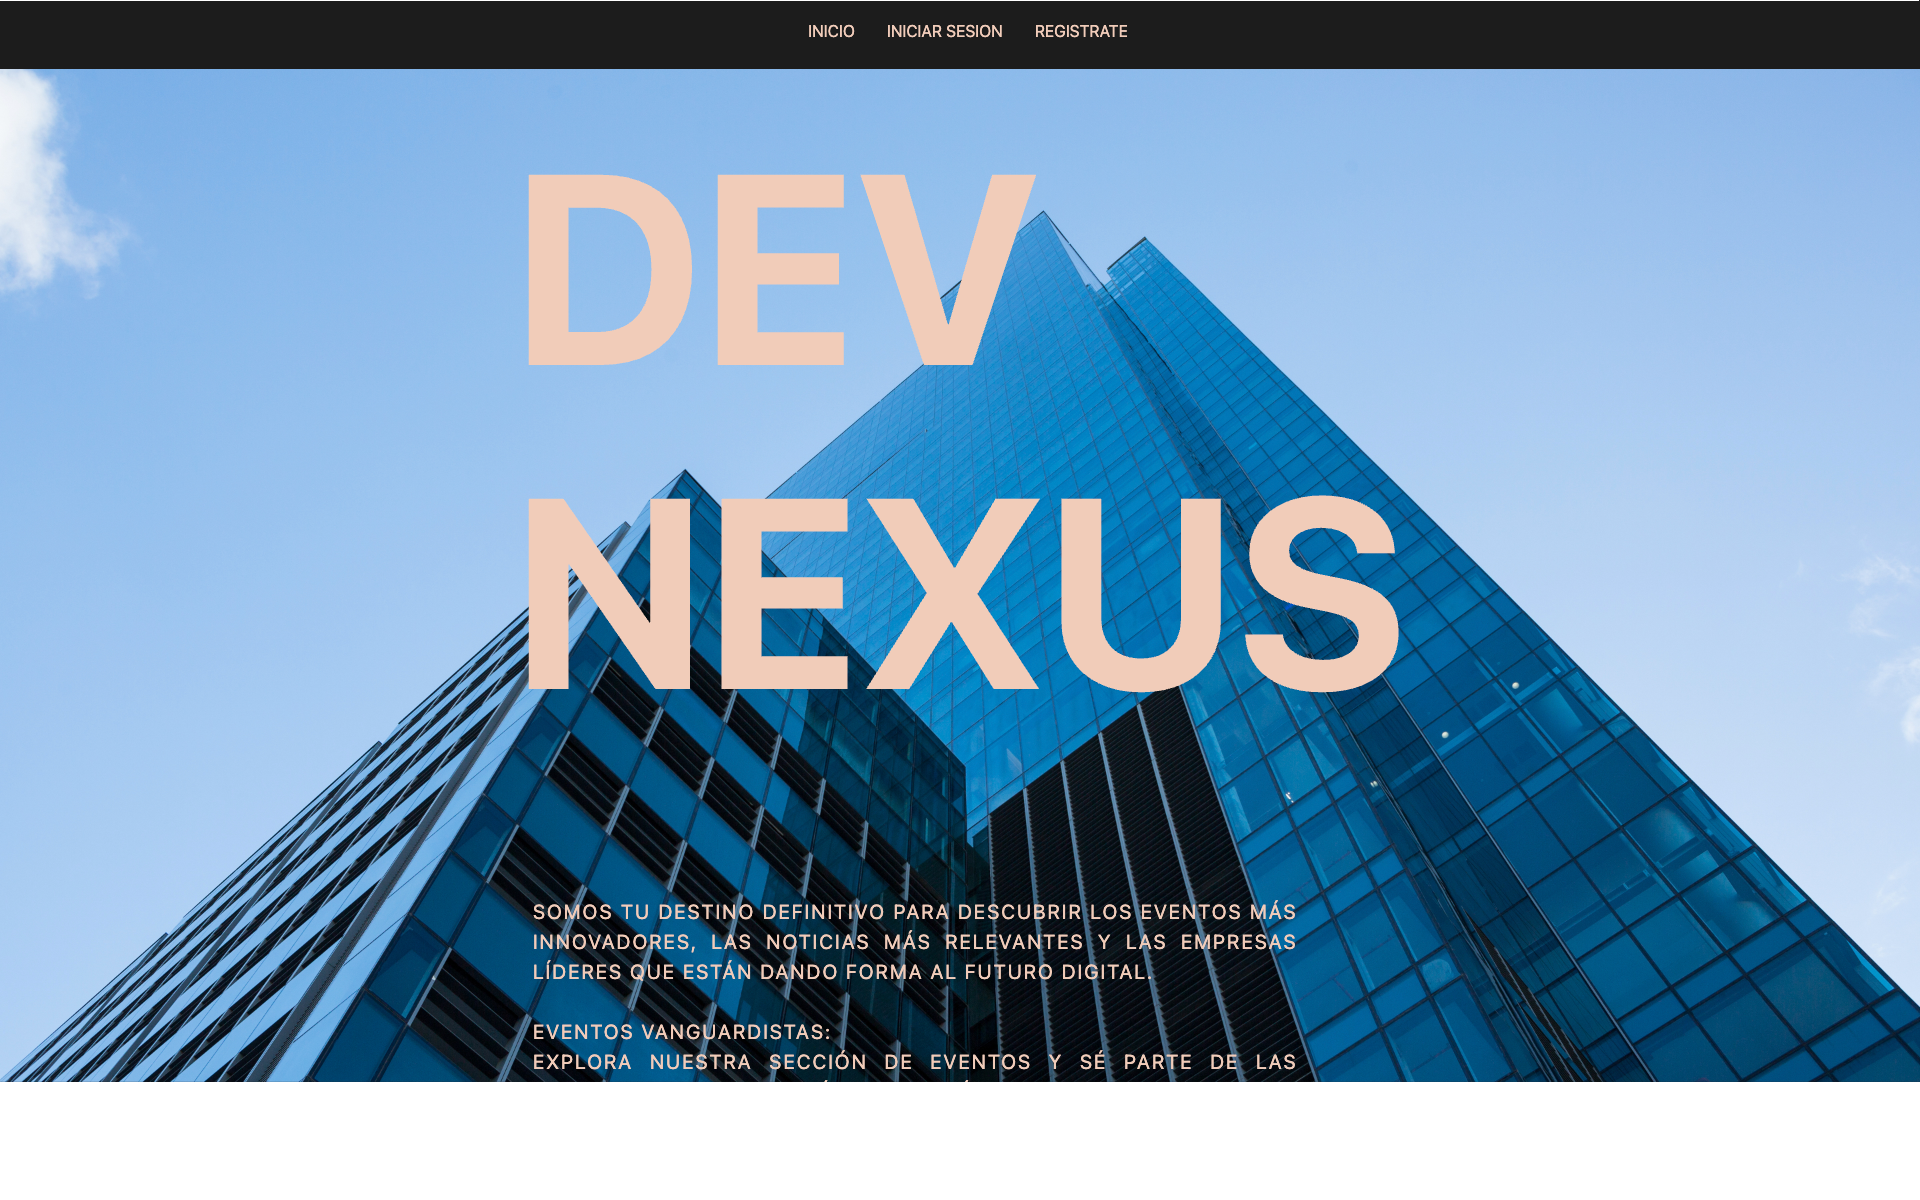 INICIO INICIAR SESION REGISTRATE
DEV
NEXUS
SOMOS TU DESTINO DEFINITIVO PARA DESCUBRIR LOS EVENTOS MÁS
INNOVADORES, LAS NOTICIAS MÁS RELEVANTES Y LAS EMPRESAS
LÍDERES QUE ESTÁN DANDO FORMA AL FUTURO DIGITAL.
EVENTOS VANGUARDISTAS:
EXPLORA NUESTRA SECCIÓN DE EVENTOS Y SÉ PARTE DE LAS